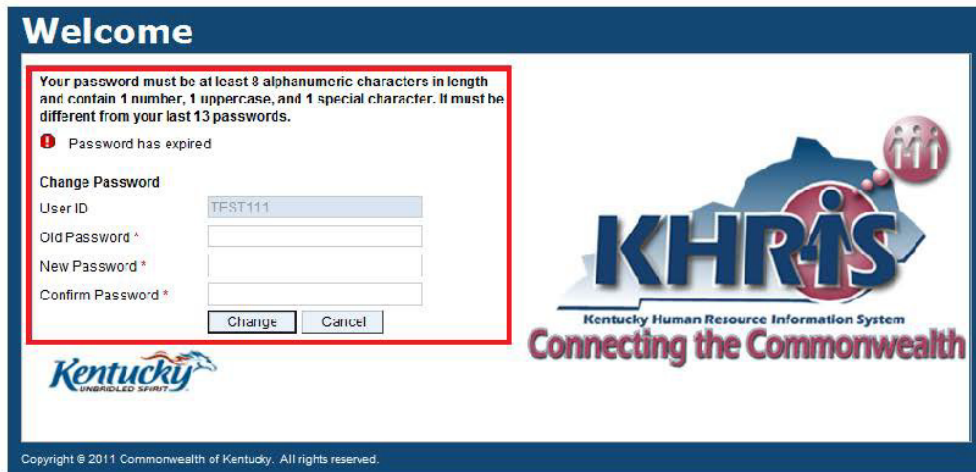 Welcome
Your password must be at least 8 alphanumeric characters in length
and contain 1 number, 1 uppercase, and 1 special character. It must be
different from your last 13 passwords.
Password has expired
Change Password
User ID TEST111
Old Password *
New Password *
Confirm Password *
Change Cancel
KHRIS
Kentucky Human Resource Information System
Connecting the Commonwealth
Kentucky
UNBRIDLED SPIRIT
Copyright © 2011 Commonwealth of Kentucky. All rights reserved.